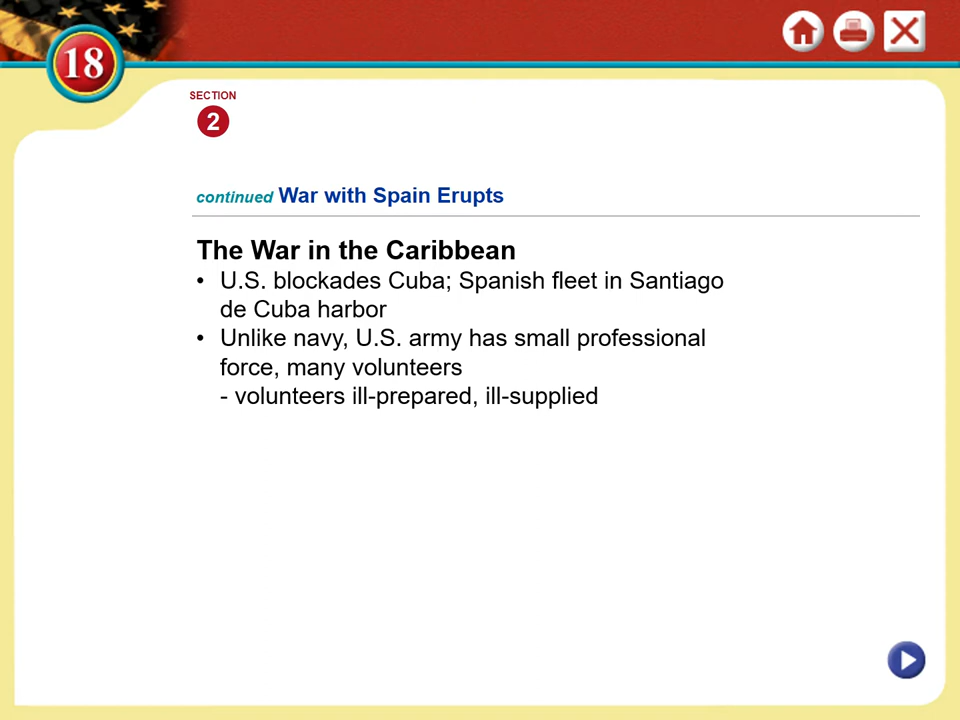 18
SECTION
2
continued War with Spain Erupts
The War in the Caribbean
• U.S. blockades Cuba; Spanish fleet in Santiago
de Cuba harbor
• Unlike navy, U.S. army has small professional
force, many volunteers
- volunteers ill-prepared, ill-supplied